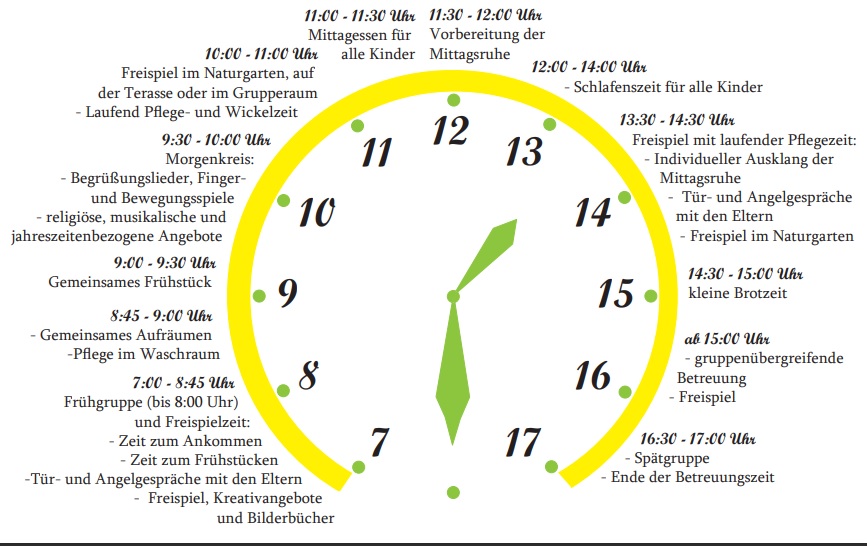 7:00 - 8:45 Uhr
Frühgruppe (bis 8:00 Uhr)
und Freispielzeit:
- Zeit zum Ankommen
- Zeit zum Frühstücken
-Tür- und Angelgespräche mit den Eltern
- Freispiel, Kreativangebote
und Bilderbücher
8:45 - 9:00 Uhr
- Gemeinsames Aufräumen
-Pflege im Waschraum
9:00 - 9:30 Uhr
Gemeinsames Frühstück
9:30 - 10:00 Uhr
Morgenkreis:
- Begrüßungslieder, Finger-
und Bewegungsspiele
- religiöse, musikalische und
jahreszeitenbezogene Angebote
10:00 - 11:00 Uhr
Freispiel im Naturgarten, auf
der Terasse oder im Grupperaum
- Laufend Pflege- und Wickelzeit
11:00 - 11:30 Uhr
Mittagessen für
alle Kinder
11:30 - 12:00 Uhr
Vorbereitung der
Mittagsruhe
12:00 - 14:00 Uhr
- Schlafenszeit für alle Kinder
13:30 - 14:30 Uhr
Freispiel mit laufender Pflegezeit:
- Individueller Ausklang der
Mittagsruhe
- Tür- und Angelgespräche
mit den Eltern
- Freispiel im Naturgarten
14:30 - 15:00 Uhr
kleine Brotzeit
ab 15:00 Uhr
- gruppenübergreifende
Betreuung
- Freispiel
16:30 - 17:00 Uhr
- Spätgruppe
- Ende der Betreuungszeit
7
8
9
10
11
12
13
14
15
16
17